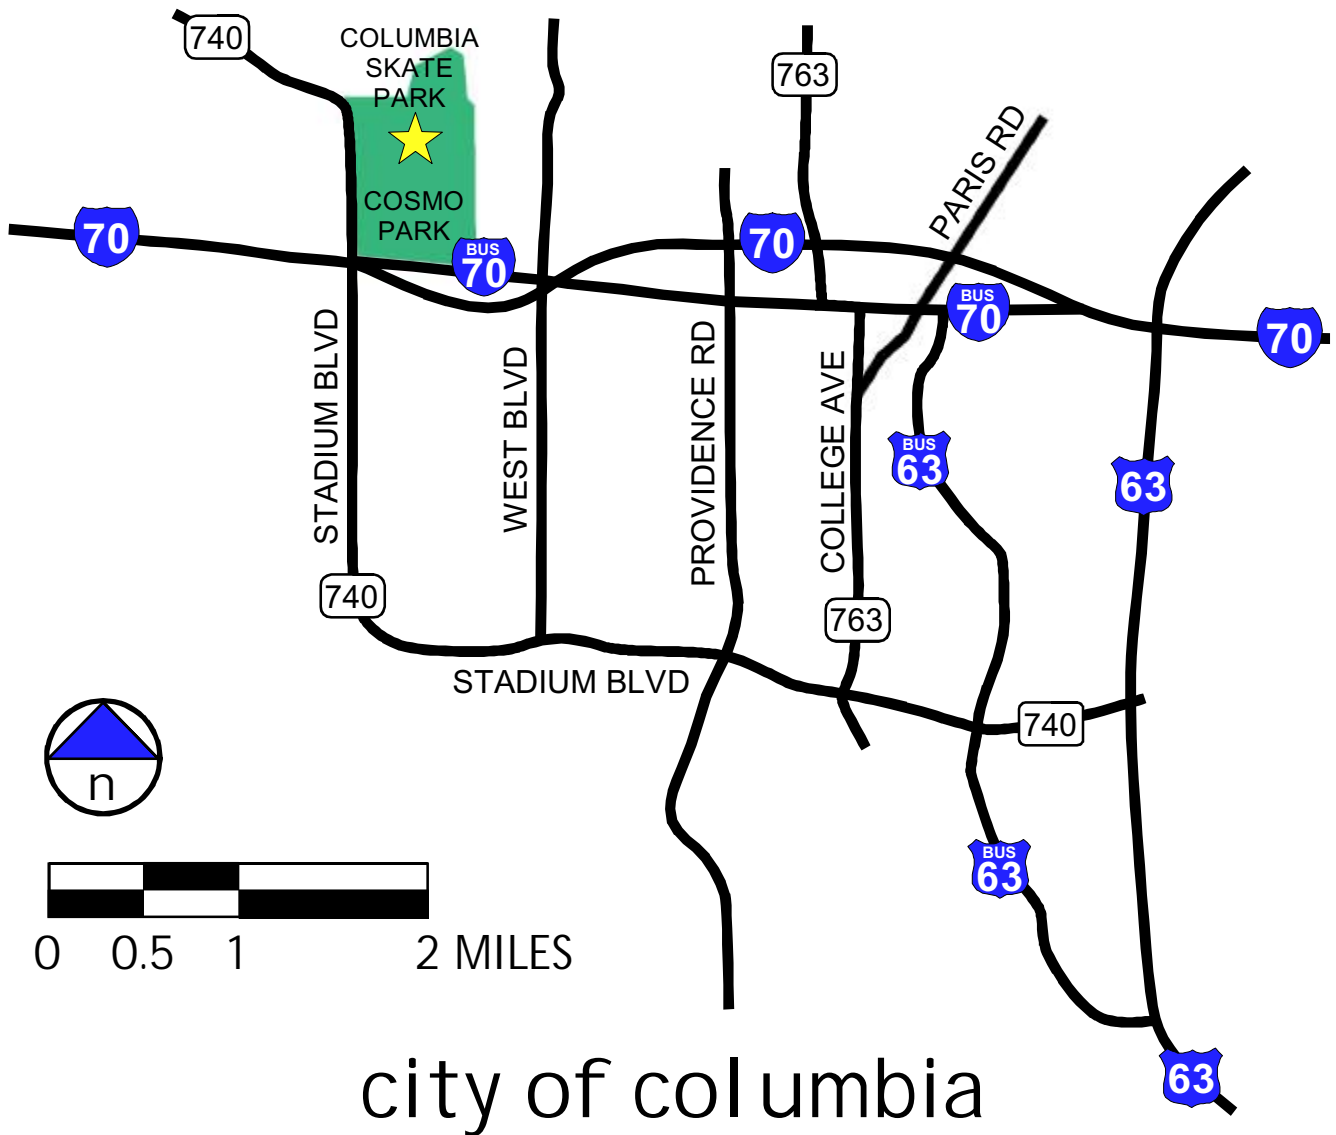 740
COLUMBIA
SKATE
PARK
763
PARIS RD
COSMO
PARK
70
BUS
70
70
BUS
70
70
STADIUM BLVD
WEST BLVD
PROVIDENCE RD
COLLEGE AVE
BUS
63
63
740
763
STADIUM BLVD
740
n
BUS
63
0 0.5 1 2 MILES
63
city of columbia